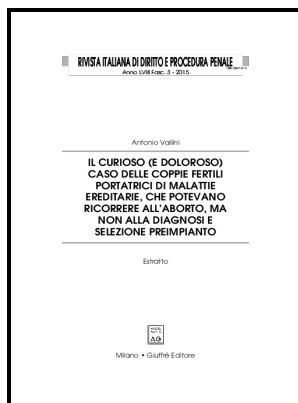 RIVISTA ITALIANA DI DIRITTO E PROCEDURA PENALE
Anno LVIII Fasc. 3 - 2015
Antonio Vallini
IL CURIOSO (E DOLOROSO)
CASO DELLE COPPIE FERTILI
PORTATRICI DI MALATTIE
EREDITARIE, CHE POTEVANO
RICORRERE ALL'ABORTO, MA
NON ALLA DIAGNOSI E
SELEZIONE PREIMPIANTO
Estratto
AG
Milano • Giuffrè Editore